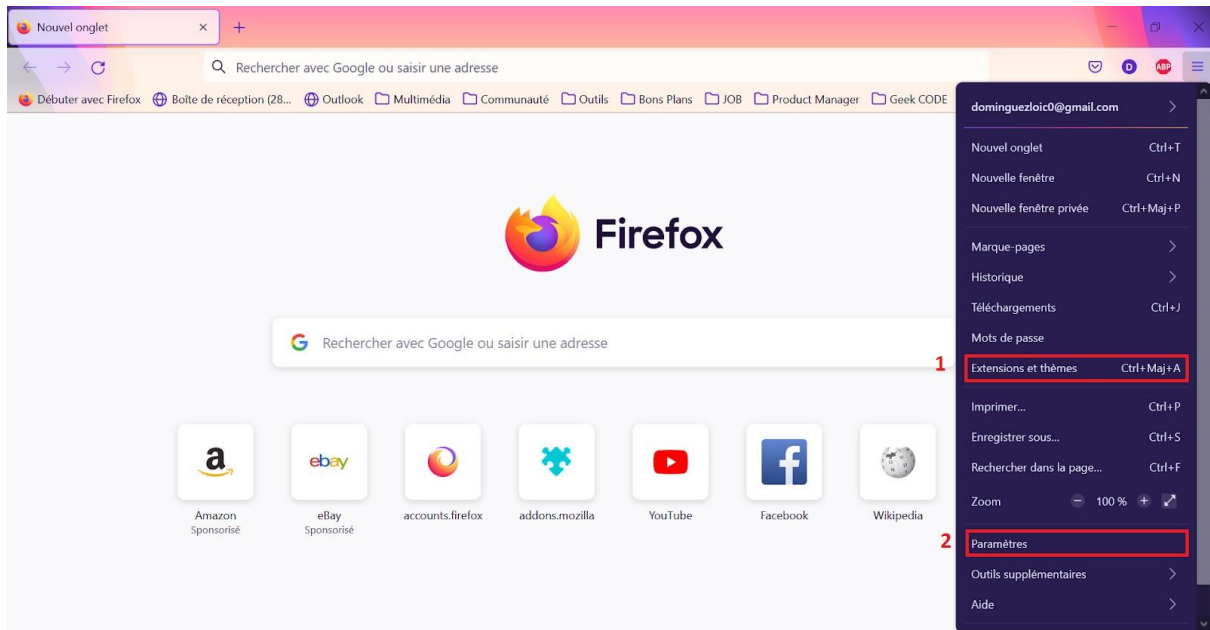 Nouvel onglet
Rechercher avec Google ou saisir une adresse
D
ABP
Débuter avec Firefox Boîte de réception (28... Outlook Multimédia Communauté Outils Bons Plans JOB Product Manager Geek CODE
dominguezloic0@gmail.com
Nouvel onglet Ctrl+T
Nouvelle fenêtre Ctrl+N
Nouvelle fenêtre privée Ctrl+Maj+P
Marque-pages
Historique
Téléchargements Ctrl+J
Mots de passe
1 Extensions et thèmes Ctrl+Maj+A
Imprimer... Ctrl+P
Enregistrer sous... Ctrl+S
Rechercher dans la page... Ctrl+F
Zoom 100 %
2 Paramètres
Outils supplémentaires
Aide
Firefox
Rechercher avec Google ou saisir une adresse
a ebay
Amazon eBay accounts.firefox addons.mozilla YouTube Facebook Wikipedia
Sponsorisé Sponsorisé